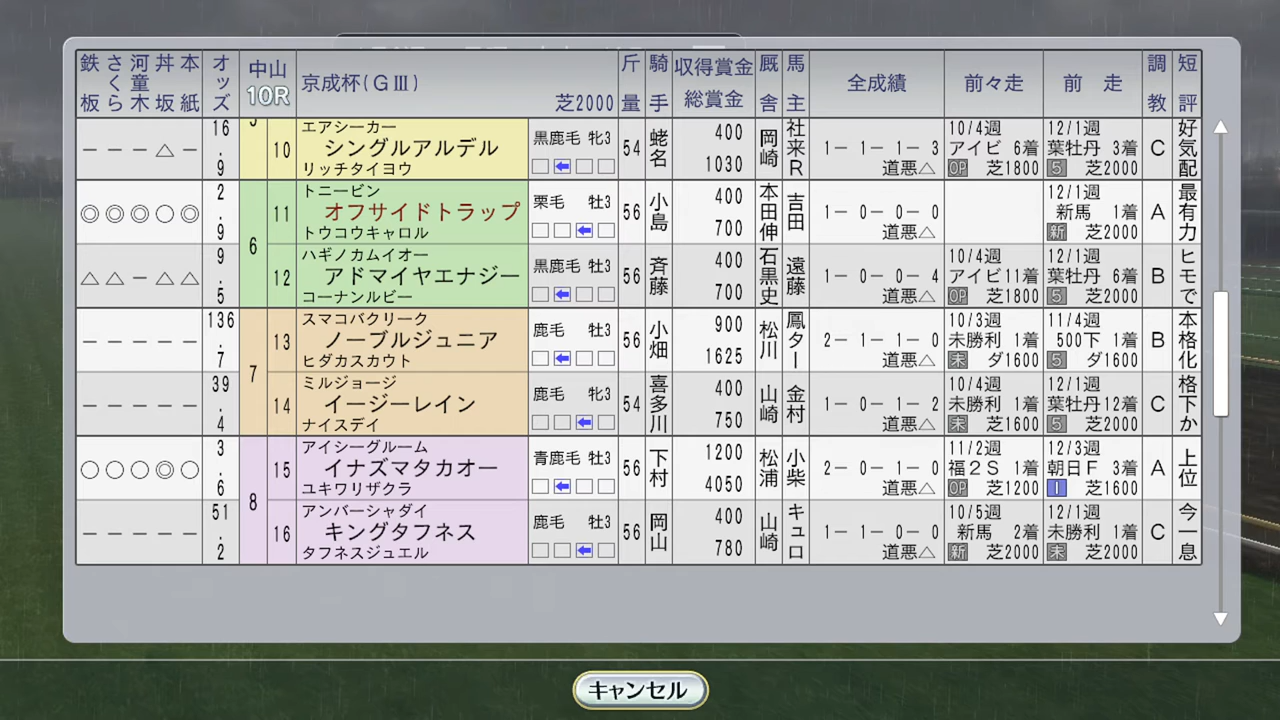 鉄板 さくら 河童木 丼坂 本紙 オッズ 中山 10R 京成杯(GⅢ) 芝2000 斤量 騎手 収得賞金 総賞金 厩舎 馬主 全成績 前々走 前 走 調教 短評
－ － － △ － 16.9 10 エアシーカー 黒鹿毛 牝3 54 蛯名 400 岡崎 社来R 1－ 1－ 1－ 3 10/4週 12/1週 C 好気配
シングルアルデル アイビ 6着 葉牡丹 3着
リッチタイヨウ ← 1030 道悪△ OP 芝1800 5 芝2000
◎ ◎ ◎ ○ ◎ 2.9 6 11 トニービン 栗毛 牡3 56 小島 400 本田伸 吉田 1－ 0－ 0－ 0 12/1週 A 最有力
オフサイドトラップ 新馬 1着
トウコウキャロル ← 700 道悪△ 新 芝2000
△ △ － △ △ 9.5 12 ハギノカムイオー 黒鹿毛 牡3 56 斉藤 400 石黒史 遠藤 1－ 0－ 0－ 4 10/4週 12/1週 B ヒモで
アドマイヤエナジー アイビ11着 葉牡丹 6着
コーナンルビー ← 700 道悪△ OP 芝1800 5 芝2000
－ － － － － 136.7 7 13 スマコバクリーク 鹿毛 牡3 56 小畑 900 松川 鳳ター 2－ 1－ 1－ 0 10/3週 11/4週 B 本格化
ノーブルジュニア 未勝利 1着 500下 1着
ヒダカスカウト ← 1625 道悪△ 未 ダ1600 5 ダ1600
－ － － － － 39.4 14 ミルジョージ 鹿毛 牝3 54 喜多川 400 山崎 金村 1－ 0－ 1－ 2 10/4週 12/1週 C 格下か
イージーレイン 未勝利 1着 葉牡丹12着
ナイスデイ ← 750 道悪△ 未 芝1600 5 芝2000
○ ○ ○ ◎ ○ 3.6 8 15 アイシーグルーム 青鹿毛 牡3 56 下村 1200 松浦 小柴 2－ 0－ 1－ 0 11/2週 12/3週 A 上位
イナズマタカオー 福2S 1着 朝日F 3着
ユキワリザクラ ← 4050 道悪△ OP 芝1200 Ⅰ 芝1600
－ － － － － 51.2 16 アンバーシャダイ 鹿毛 牡3 56 岡山 400 山崎 キュロ 1－ 1－ 0－ 0 10/5週 12/1週 C 今一息
キングタフネス 新馬 2着 未勝利 1着
タフネスジュエル ← 780 道悪△ 新 芝2000 未 芝2000
キャンセル